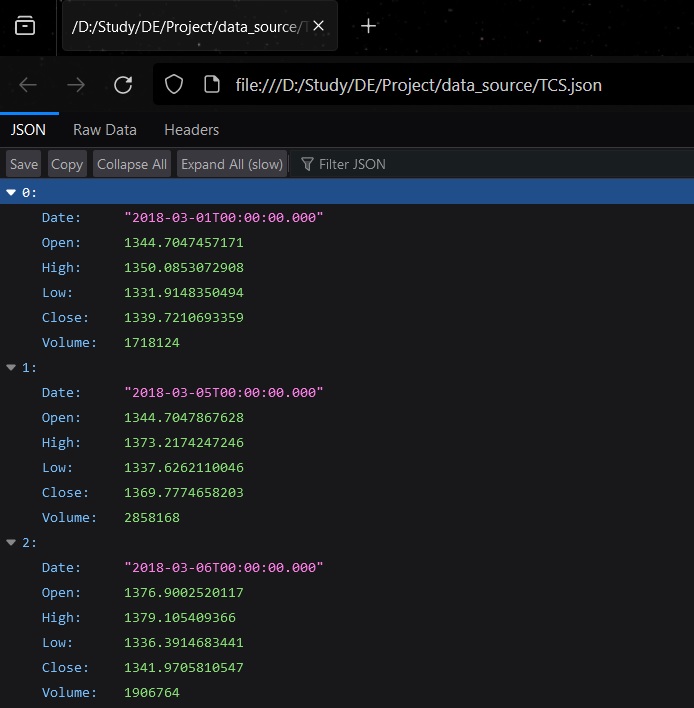 /D:/Study/DE/Project/data_source/T
file:///D:/Study/DE/Project/data_source/TCS.json
JSON Raw Data Headers
Save Copy Collapse All Expand All (slow) Filter JSON
0:
Date: "2018-03-01T00:00:00.000"
Open: 1344.7047457171
High: 1350.0853072908
Low: 1331.9148350494
Close: 1339.7210693359
Volume: 1718124
1:
Date: "2018-03-05T00:00:00.000"
Open: 1344.7047867628
High: 1373.2174247246
Low: 1337.6262110046
Close: 1369.7774658203
Volume: 2858168
2:
Date: "2018-03-06T00:00:00.000"
Open: 1376.9002520117
High: 1379.105409366
Low: 1336.3914683441
Close: 1341.9705810547
Volume: 1906764